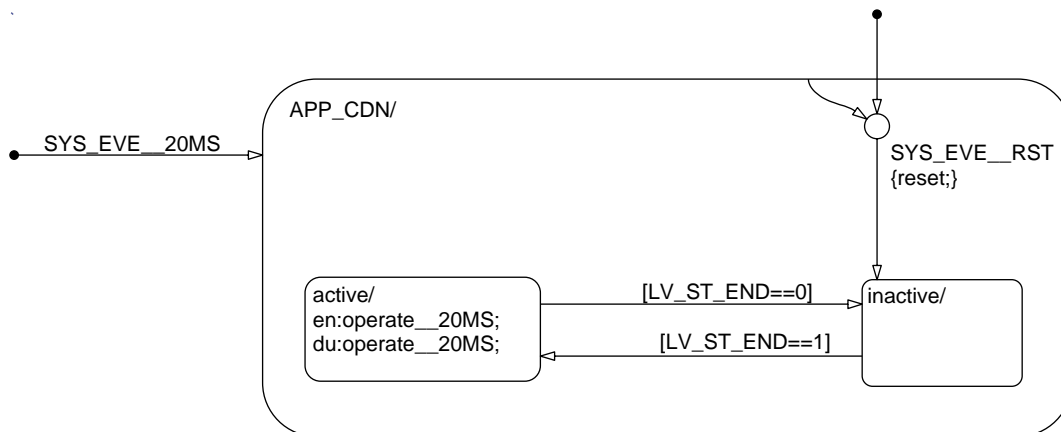 APP_CDN/
SYS_EVE__20MS
SYS_EVE__RST
{reset;}
active/
en:operate__20MS;
du:operate__20MS;
[LV_ST_END==0]
[LV_ST_END==1]
inactive/